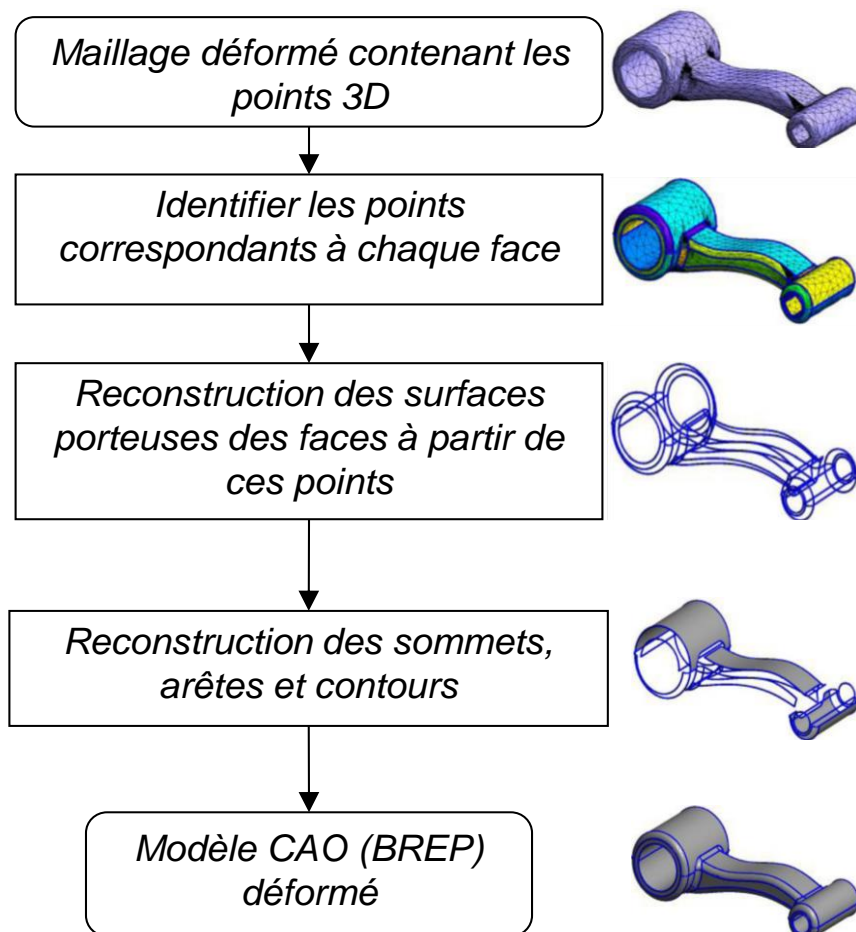 Maillage déformé contenant les
points 3D
Identifier les points
correspondants à chaque face
Reconstruction des surfaces
porteuses des faces à partir de
ces points
Reconstruction des sommets,
arêtes et contours
Modèle CAO (BREP)
déformé